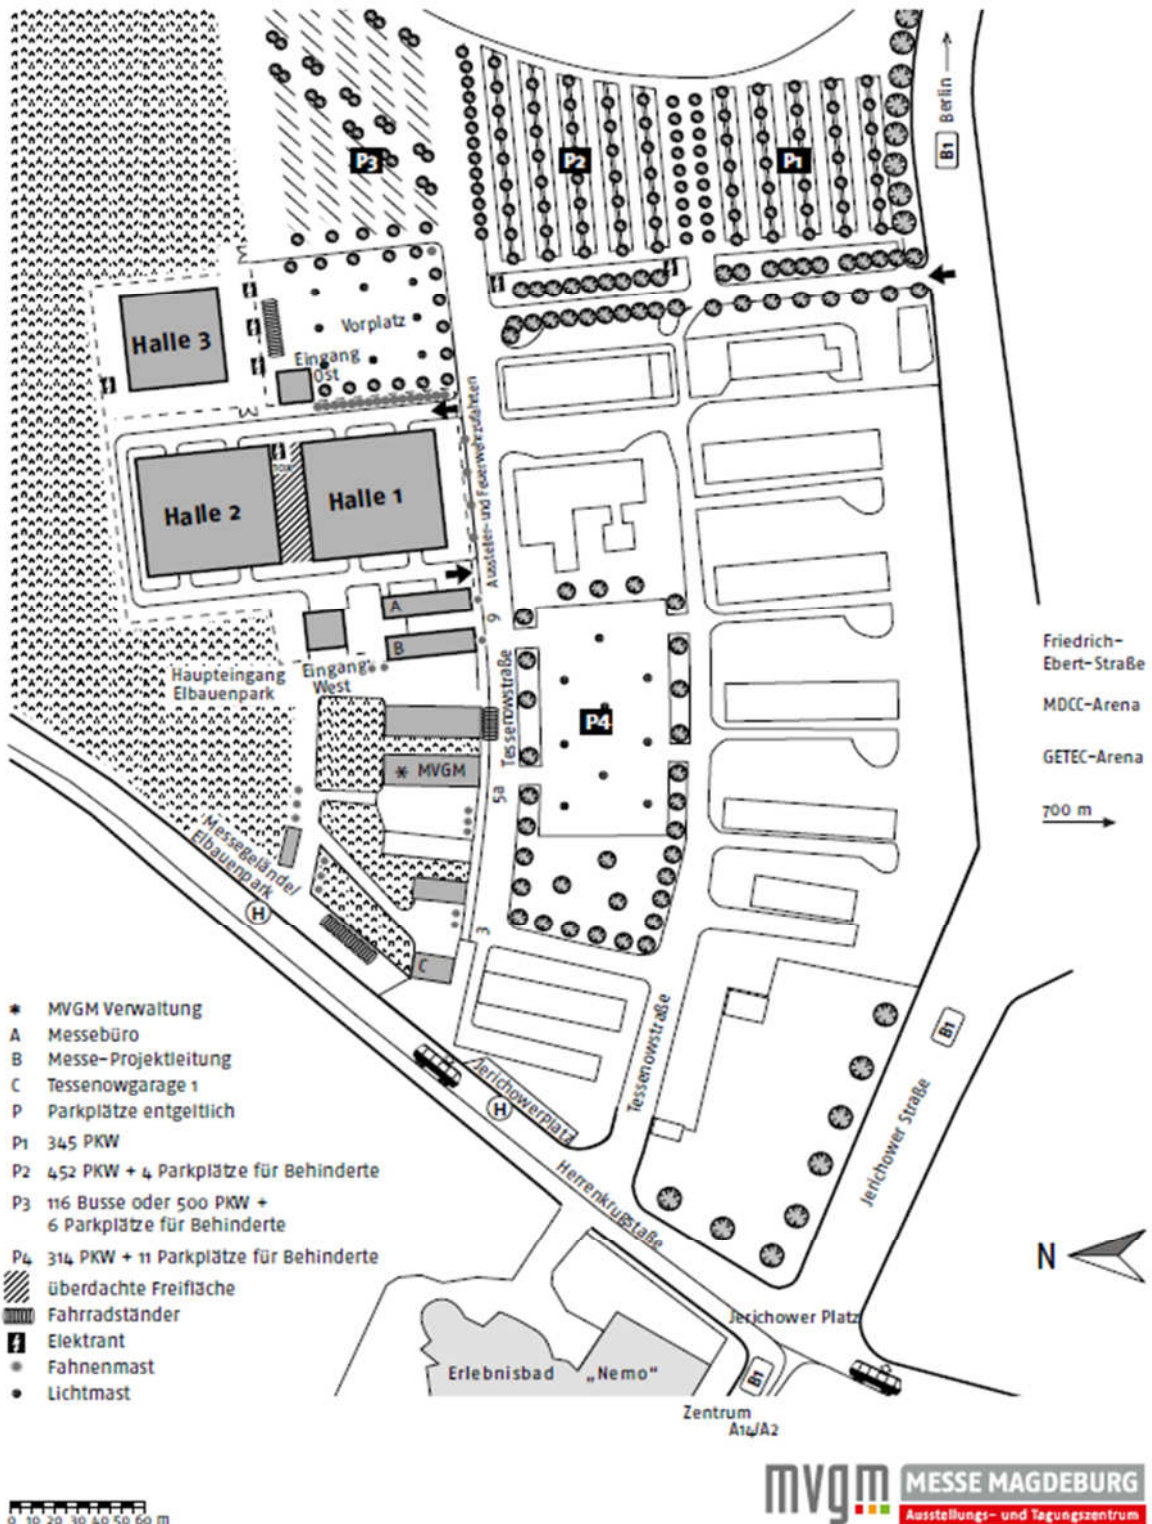 P3
P2
P1
B1
Berlin
Halle 3
Vorplatz
Eingang
Ost
Aussteller- und Feuerwehrzufahrten
Halle 2
Halle 1
A
B
9
Haupteingang
Elbauenpark
Eingang
West
Tessenowstraße
P4
* MVGM
5a
Friedrich-
Ebert-Straße
MDCC-Arena
GETEC-Arena
700 m
Messegelände/
Elbauenpark
H
3
C
* MVGM Verwaltung
A Messebüro
B Messe-Projektleitung
C Tessenowgarage 1
P Parkplätze entgeltlich
P1 345 PKW
P2 452 PKW + 4 Parkplätze für Behinderte
P3 116 Busse oder 500 PKW +
6 Parkplätze für Behinderte
P4 314 PKW + 11 Parkplätze für Behinderte
überdachte Freifläche
Fahrradständer
Elektrant
Fahnenmast
Lichtmast
JerichowerPlatz
H
Tessenowstraße
B1
Jerichower Straße
Herrenkrugstaße
N
Jerichower Platz
Erlebnisbad „Nemo“
B1
Zentrum
A14/A2
0 10 20 30 40 50 60 m
mvgm
MESSE MAGDEBURG
Ausstellungs- und Tagungszentrum